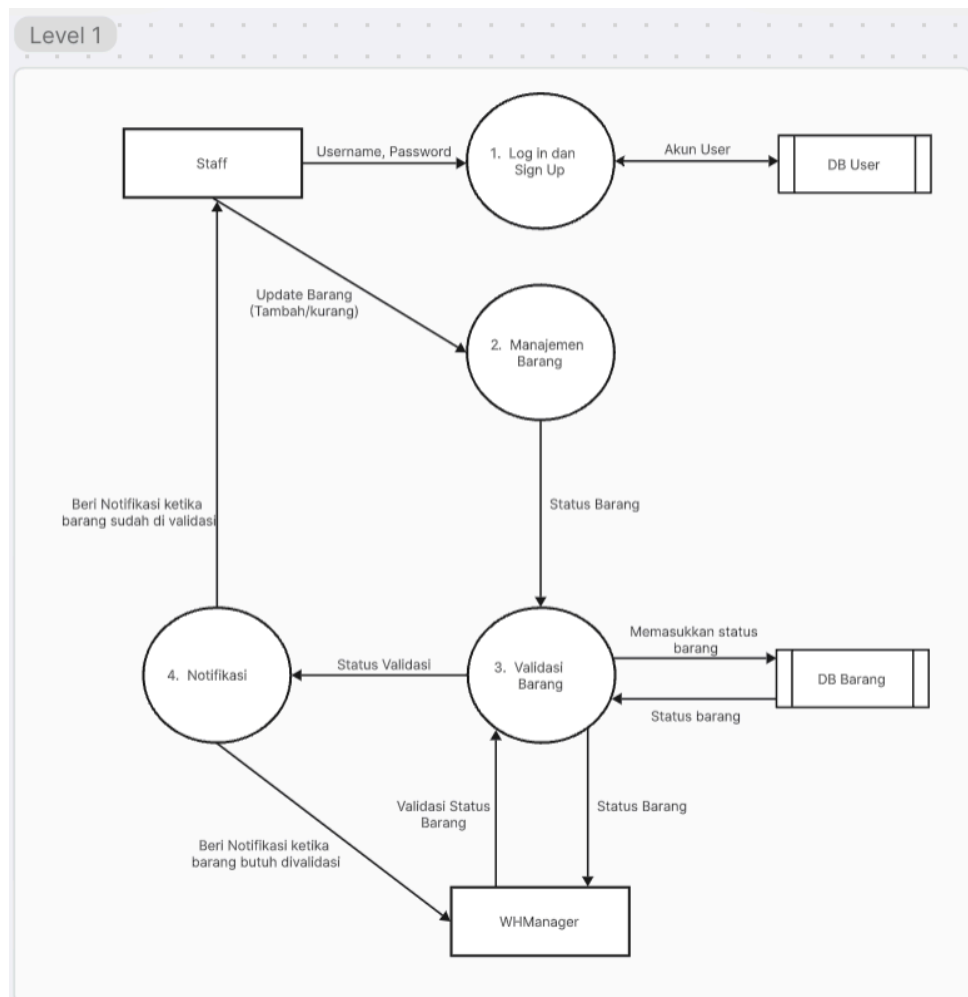 Level 1
Staff
Username, Password
1. Log in dan
Sign Up
Akun User
DB User
Update Barang
(Tambah/kurang)
2. Manajemen
Barang
Beri Notifikasi ketika
barang sudah di validasi
Status Barang
4. Notifikasi
Status Validasi
3. Validasi
Barang
Memasukkan status
barang
DB Barang
Status barang
Validasi Status
Barang
Status Barang
Beri Notifikasi ketika
barang butuh divalidasi
WHManager